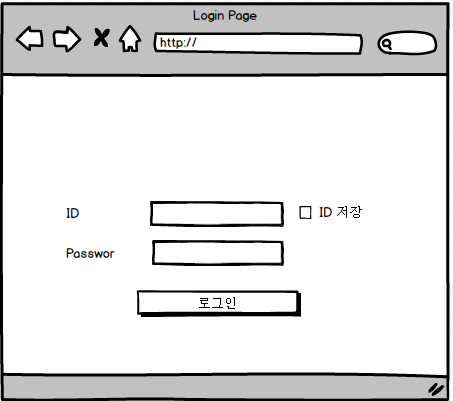 Login Page
http://
ID
ID 저장
Passwor
로그인